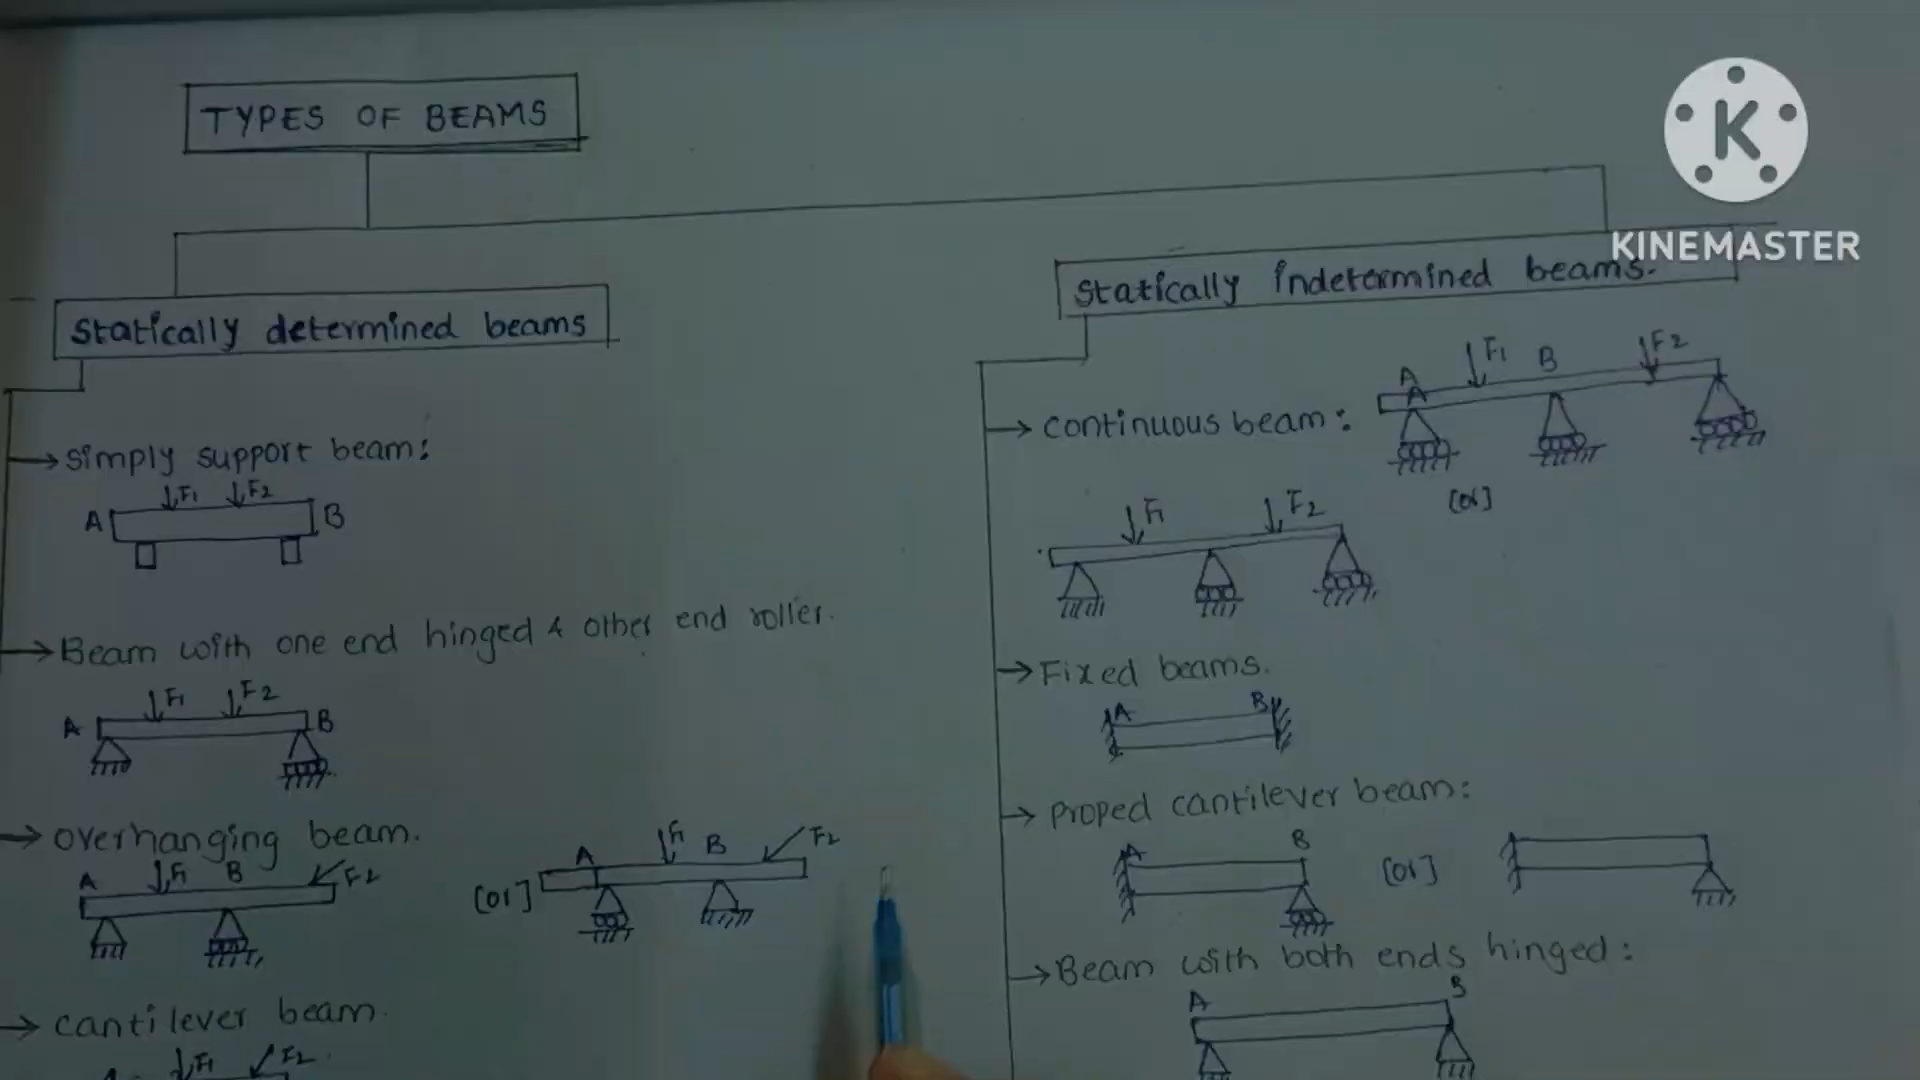 TYPES OF BEAMS
KINEMASTER
Statically determined beams
→ Simply support beam:
F1 F2
A B
→ Beam with one end hinged & other end roller.
F1 F2
A B
→ overhanging beam.
A F1 B F2
[or]
A F1 B F2
→ cantilever beam.
F1 F2
Statically indetermined beams.
→ continuous beam:
A F1 B F2
A
[or]
F1 F2
→ Fixed beams.
A B
→ Proped cantilever beam:
A B
[or]
→ Beam with both ends hinged:
A B